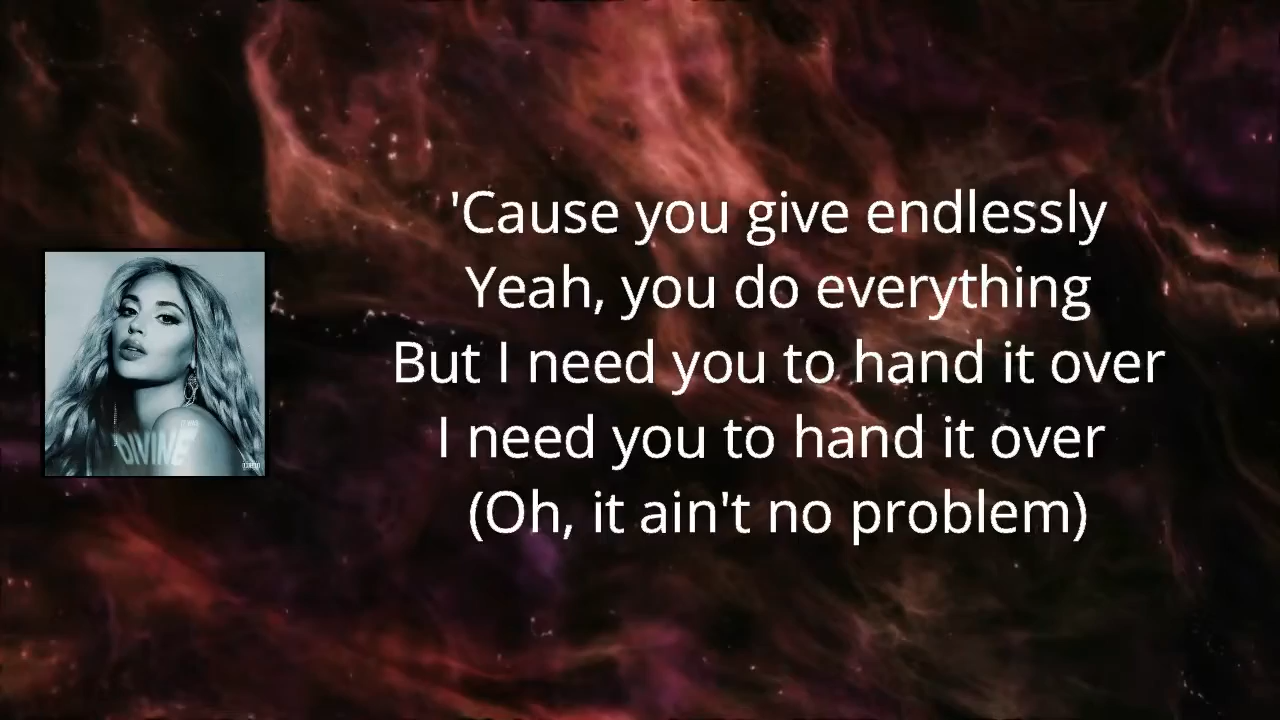 'Cause you give endlessly
Yeah, you do everything
But I need you to hand it over
I need you to hand it over
(Oh, it ain't no problem)
DIVINE